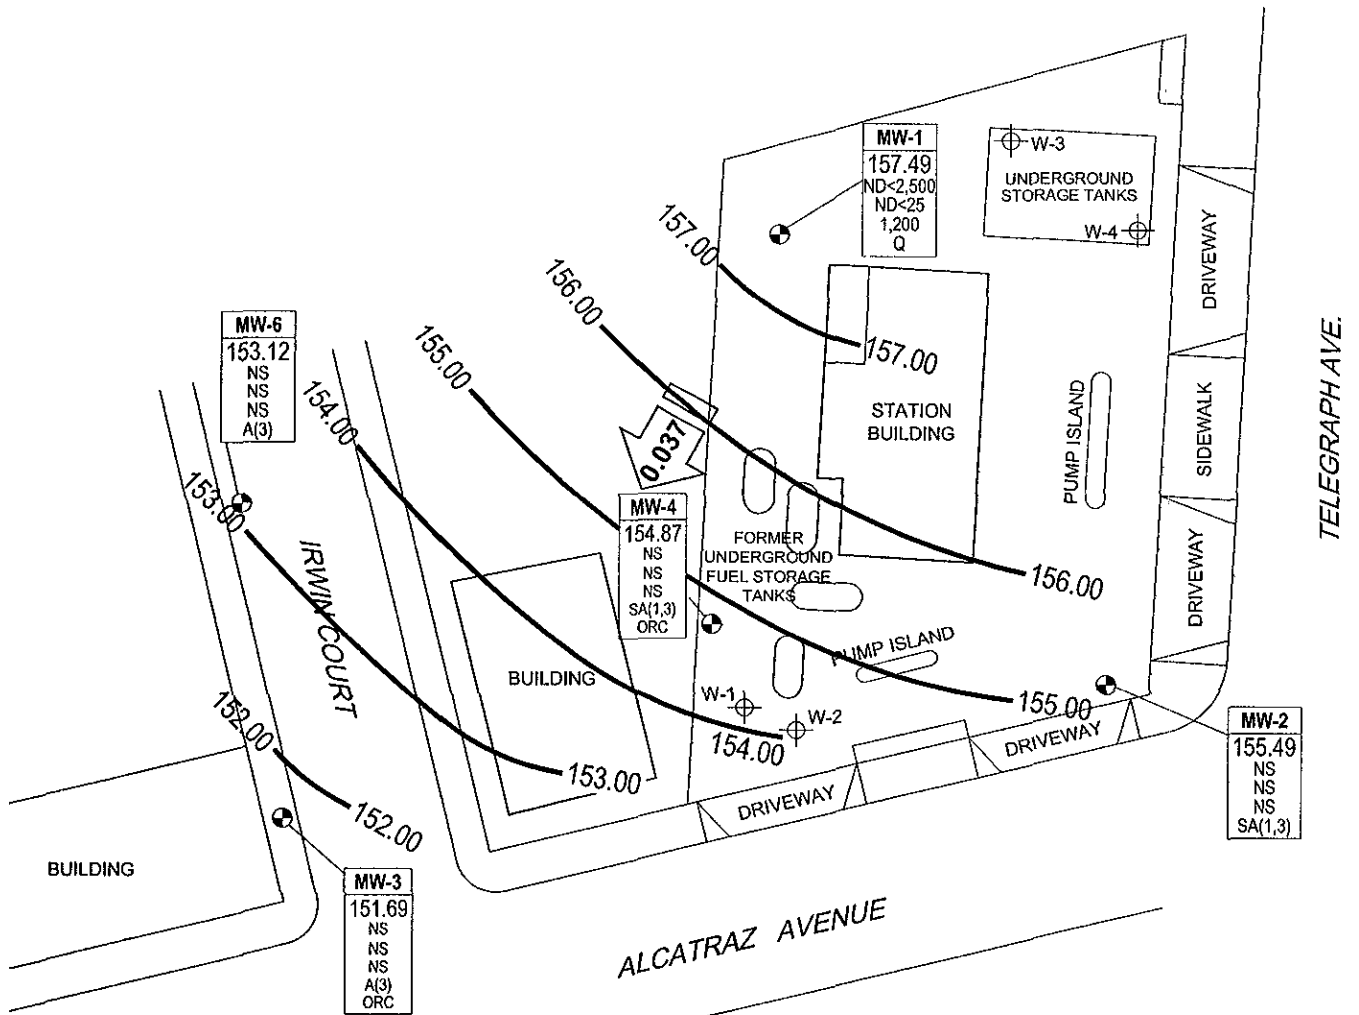 MW-1
157.49
ND<2,500
ND<25
1,200
Q
W-3
UNDERGROUND
STORAGE TANKS
W-4
DRIVEWAY
TELEGRAPH AVE.
157.00
157.00
156.00
156.00
155.00
155.00
154.00
154.00
153.00
153.00
152.00
152.00
MW-6
153.12
NS
NS
NS
A(3)
0.037
STATION
BUILDING
PUMP ISLAND
SIDEWALK
DRIVEWAY
MW-4
154.87
NS
NS
NS
SA(1,3)
ORC
FORMER
UNDERGROUND
FUEL STORAGE
TANKS
PUMP ISLAND
IRWIN COURT
BUILDING
W-1
W-2
DRIVEWAY
DRIVEWAY
MW-2
155.49
NS
NS
NS
SA(1,3)
BUILDING
MW-3
151.69
NS
NS
NS
A(3)
ORC
ALCATRAZ AVENUE